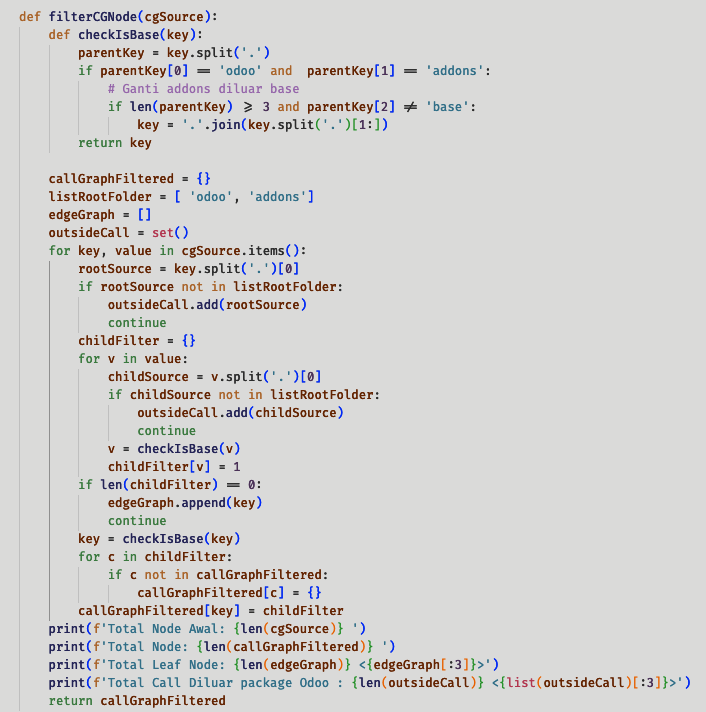 def filterCGNode(cgSource):
    def checkIsBase(key):
        parentKey = key.split('.')
        if parentKey[0] == 'odoo' and  parentKey[1] == 'addons':
            # Ganti addons diluar base
            if len(parentKey) >= 3 and parentKey[2] != 'base':
                key = '.'.join(key.split('.')[1:])
        return key

    callGraphFiltered = {}
    listRootFolder = [ 'odoo', 'addons']
    edgeGraph = []
    outsideCall = set()
    for key, value in cgSource.items():
        rootSource = key.split('.')[0]
        if rootSource not in listRootFolder:
            outsideCall.add(rootSource)
            continue
        childFilter = {}
        for v in value:
            childSource = v.split('.')[0]
            if childSource not in listRootFolder:
                outsideCall.add(childSource)
                continue
            v = checkIsBase(v)
            childFilter[v] = 1
        if len(childFilter) == 0:
            edgeGraph.append(key)
            continue
        key = checkIsBase(key)
        for c in childFilter:
            if c not in callGraphFiltered:
                callGraphFiltered[c] = {}
        callGraphFiltered[key] = childFilter
    print(f'Total Node Awal: {len(cgSource)} ')
    print(f'Total Node: {len(callGraphFiltered)} ')
    print(f'Total Leaf Node: {len(edgeGraph)} <{edgeGraph[:3]}>')
    print(f'Total Call Diluar package Odoo : {len(outsideCall)} <{list(outsideCall)[:3]}>')
    return callGraphFiltered